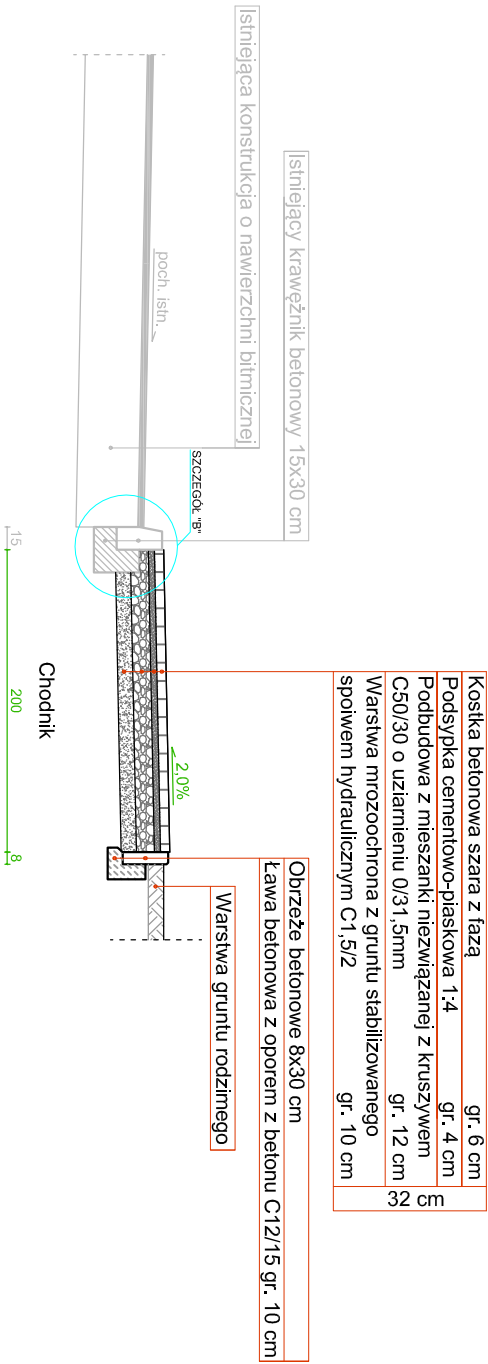 Kostka betonowa szara z fazą gr. 6 cm
Podsypka cementowo-piaskowa 1:4 gr. 4 cm
Podbudowa z mieszanki niezwiązanej z kruszywem
C50/30 o uziarnieniu 0/31,5mm gr. 12 cm
Warstwa mrozoochrona z gruntu stabilizowanego
spoiwem hydraulicznym C1,5/2 gr. 10 cm
32 cm
Istniejący krawężnik betonowy 15x30 cm
Istniejąca konstrukcja o nawierzchni bitmicznej
Obrzeże betonowe 8x30 cm
Ława betonowa z oporem z betonu C12/15 gr. 10 cm
Warstwa gruntu rodzimego
SZCZEGÓŁ "B"
poch. istn.
2,0%
Chodnik
15
200
8